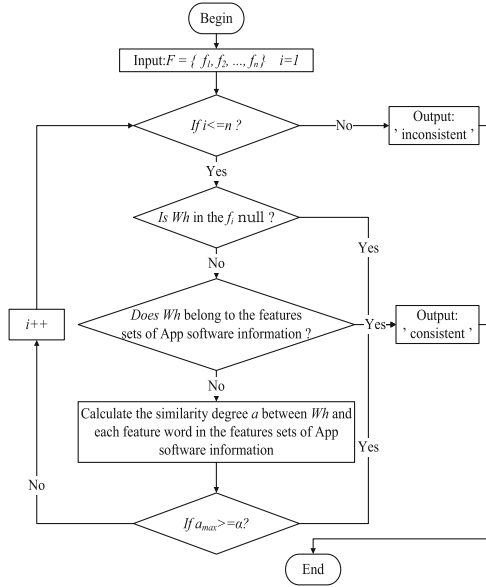 Begin
Input:F = { f1, f2, ..., fn} i=1
If i<=n ?
No
Output:
'inconsistent'
Yes
Is Wh in the fi null ?
Yes
No
Does Wh belong to the features
sets of App software information ?
Yes
Output:
'consistent'
i++
No
Calculate the similarity degree a between Wh and
each feature word in the features sets of App
software information
Yes
No
If amax>=α?
End